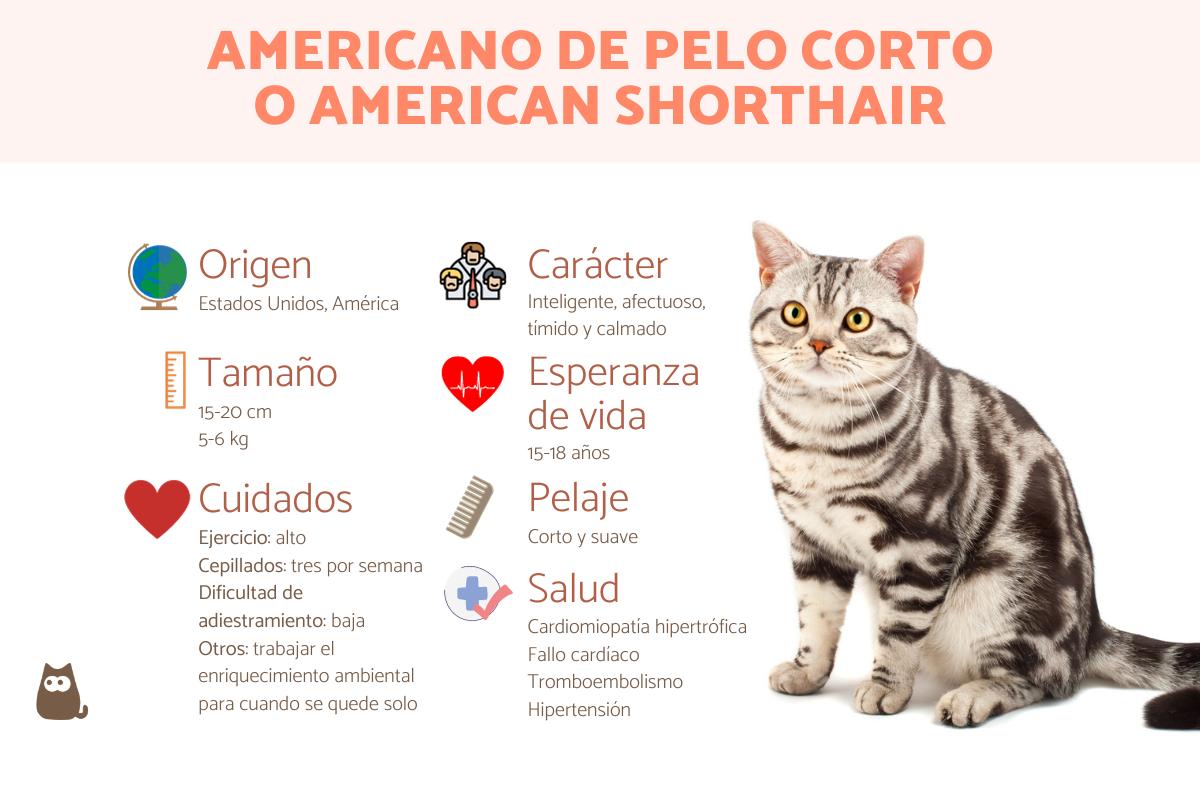 AMERICANO DE PELO CORTO
O AMERICAN SHORTHAIR
Origen
Estados Unidos, América
Tamaño
15-20 cm
5-6 kg
Cuidados
Ejercicio: alto
Cepillados: tres por semana
Dificultad de
adiestramiento: baja
Otros: trabajar el
enriquecimiento ambiental
para cuando se quede solo
Carácter
Inteligente, afectuoso,
tímido y calmado
Esperanza
de vida
15-18 años
Pelaje
Corto y suave
Salud
Cardiomiopatía hipertrófica
Fallo cardíaco
Tromboembolismo
Hipertensión